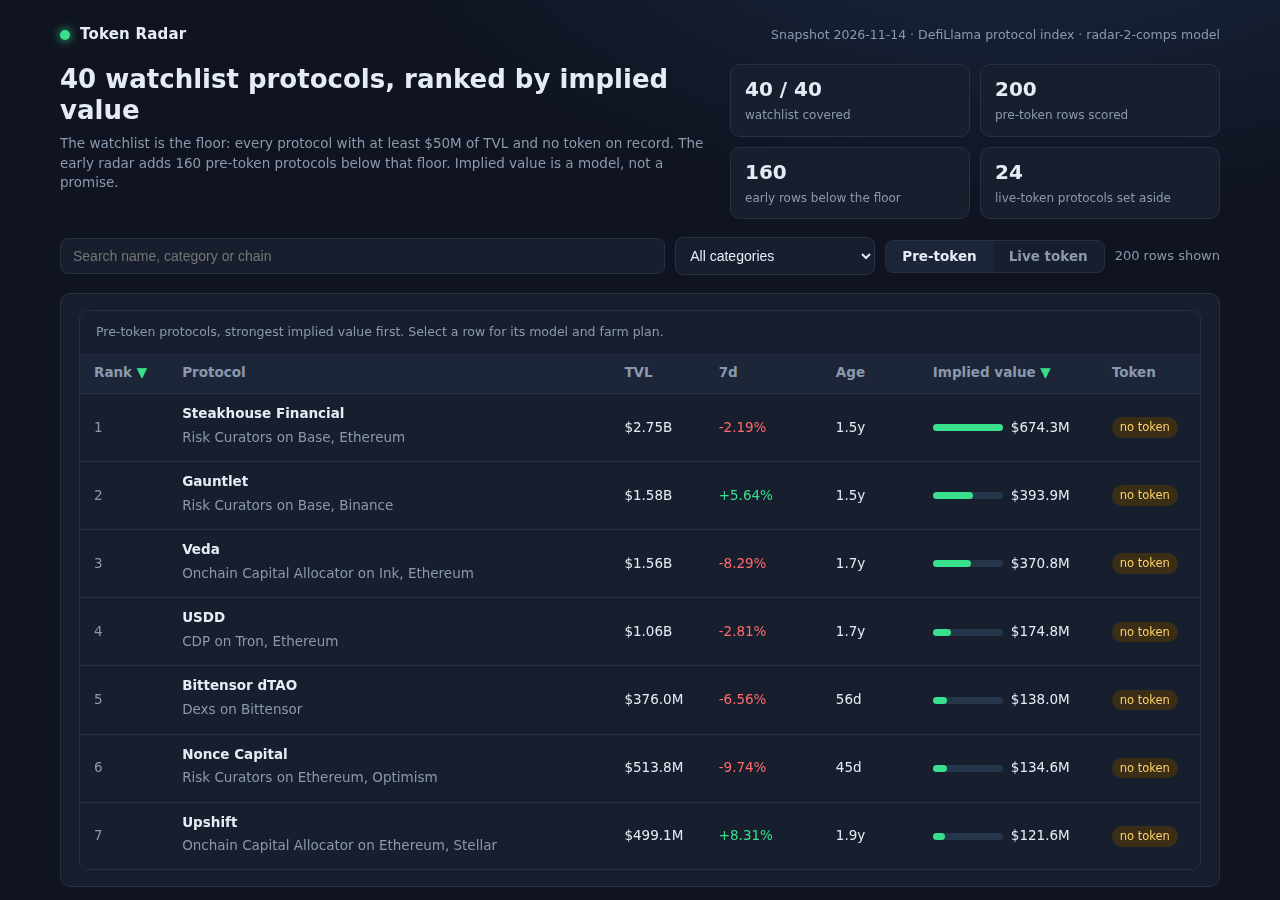 Token Radar
Snapshot 2026-11-14 · DefiLlama protocol index · radar-2-comps model
40 watchlist protocols, ranked by implied
value
The watchlist is the floor: every protocol with at least $50M of TVL and no token on record. The
early radar adds 160 pre-token protocols below that floor. Implied value is a model, not a
promise.
40 / 40
watchlist covered
200
pre-token rows scored
160
early rows below the floor
24
live-token protocols set aside
Search name, category or chain
All categories
Pre-token
Live token
200 rows shown
Pre-token protocols, strongest implied value first. Select a row for its model and farm plan.
Rank ▼ Protocol TVL 7d Age Implied value ▼ Token
1 Steakhouse Financial $2.75B -2.19% 1.5y $674.3M no token
Risk Curators on Base, Ethereum
2 Gauntlet $1.58B +5.64% 1.5y $393.9M no token
Risk Curators on Base, Binance
3 Veda $1.56B -8.29% 1.7y $370.8M no token
Onchain Capital Allocator on Ink, Ethereum
4 USDD $1.06B -2.81% 1.7y $174.8M no token
CDP on Tron, Ethereum
5 Bittensor dTAO $376.0M -6.56% 56d $138.0M no token
Dexs on Bittensor
6 Nonce Capital $513.8M -9.74% 45d $134.6M no token
Risk Curators on Ethereum, Optimism
7 Upshift $499.1M +8.31% 1.9y $121.6M no token
Onchain Capital Allocator on Ethereum, Stellar